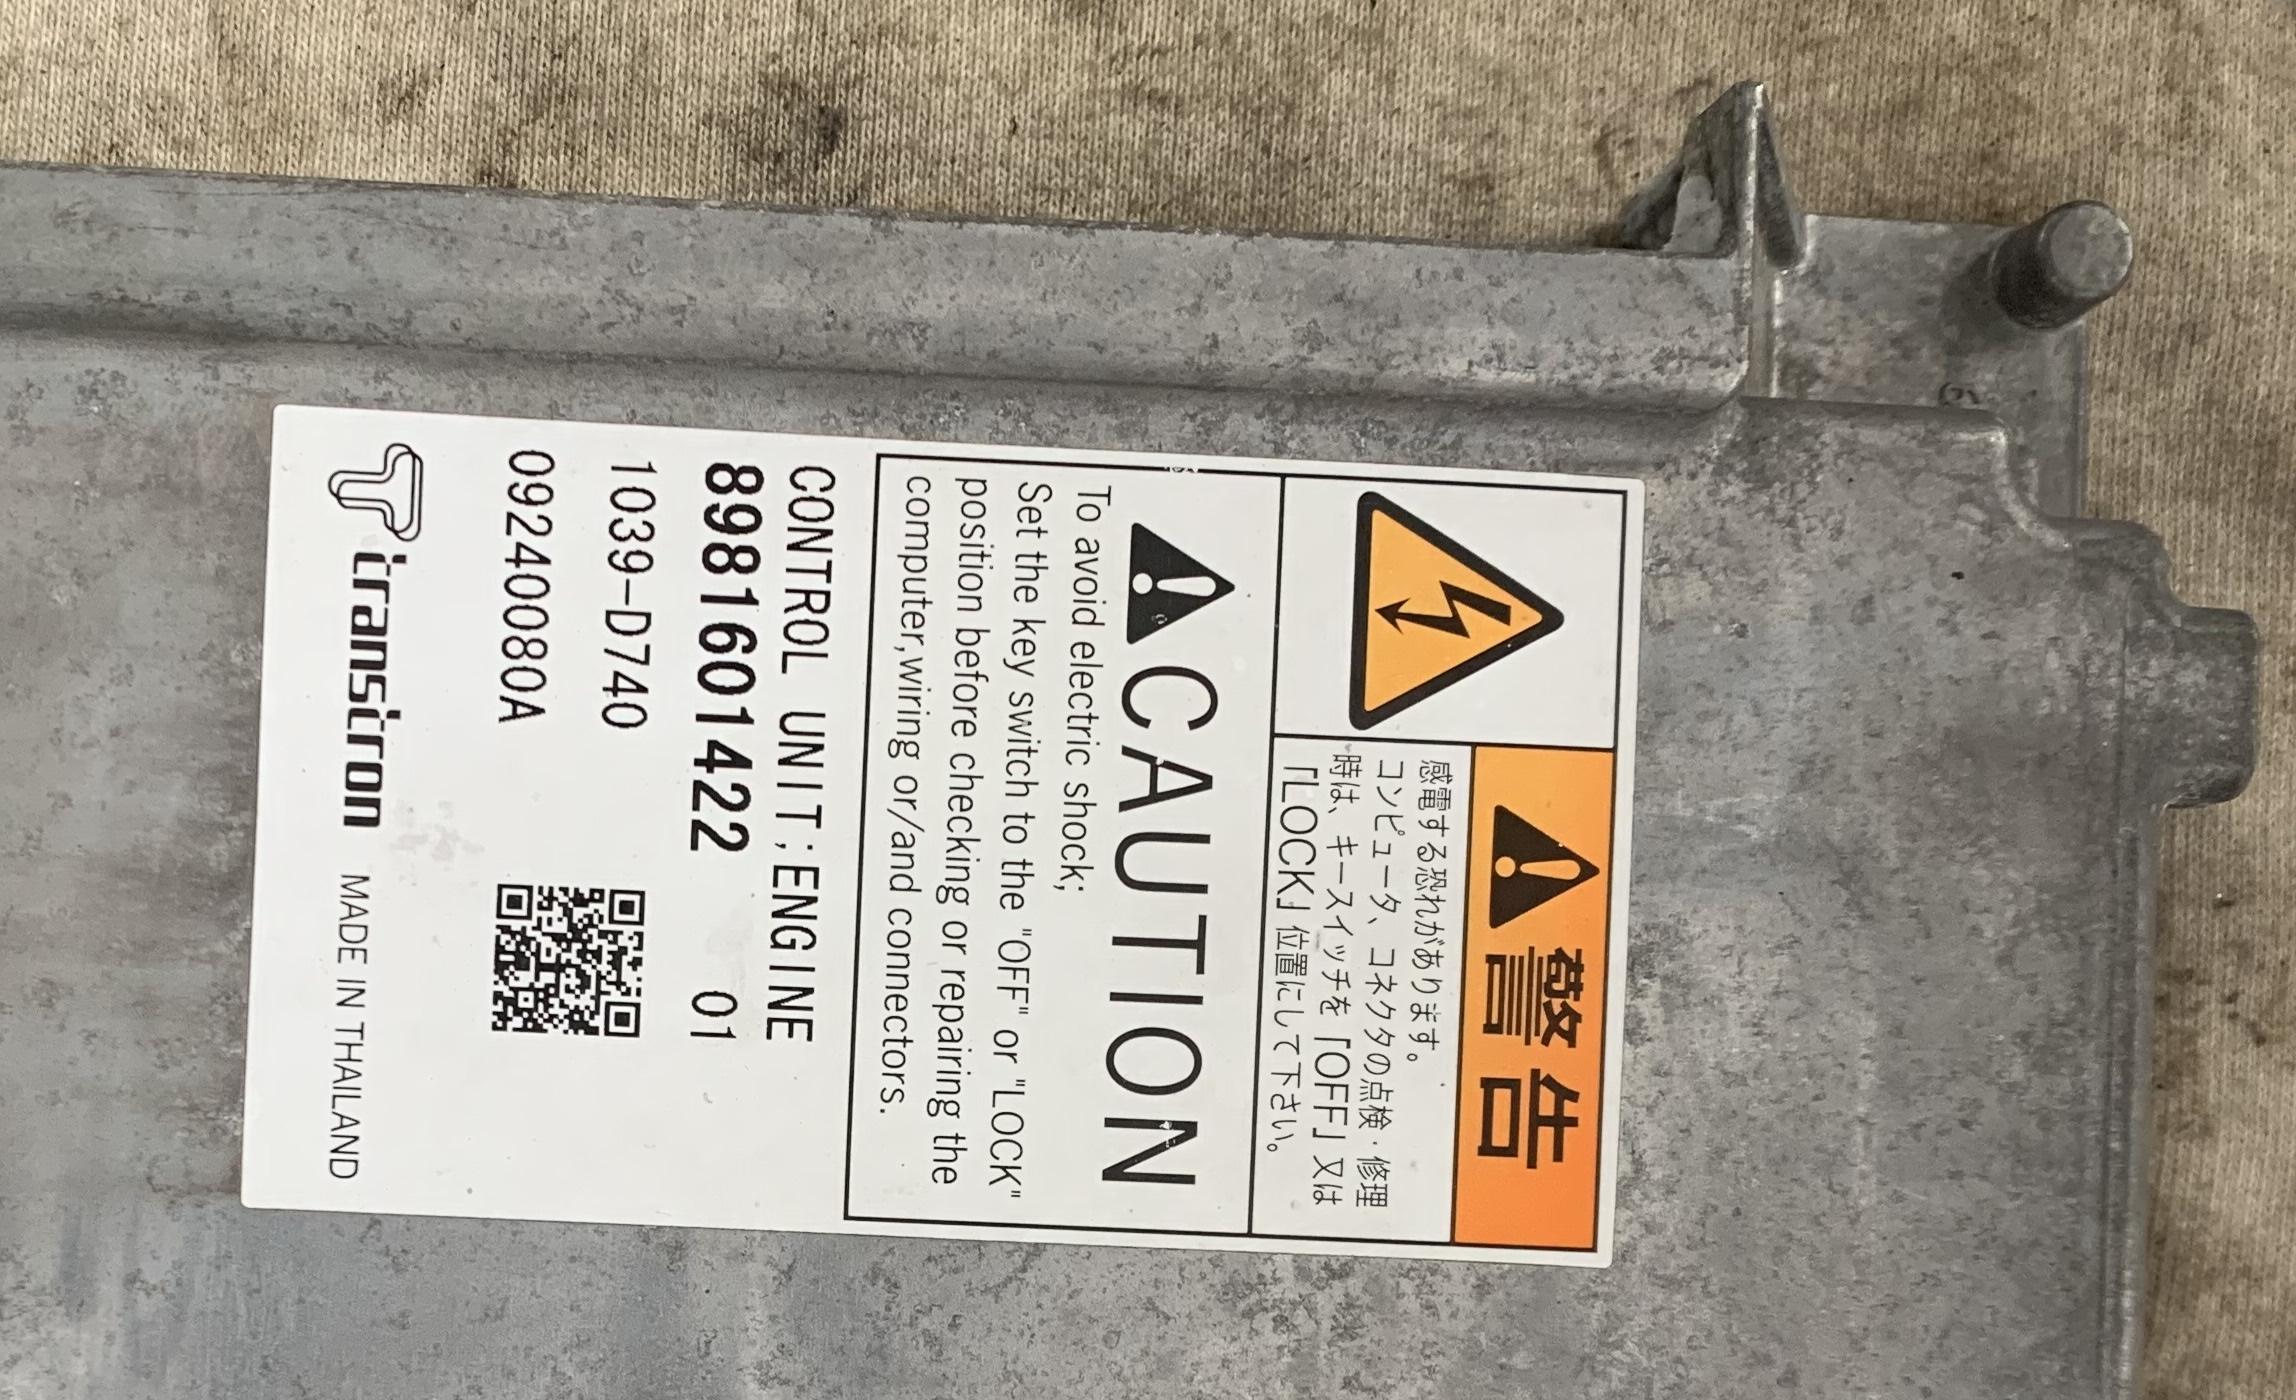 警告
感電する恐れがあります。
コンピュータ、コネクタの点検・修理
時は、キースイッチを「OFF」又は
「LOCK」位置にして下さい。
CAUTION
To avoid electric shock;
Set the key switch to the "OFF" or "LOCK"
position before checking or repairing the
computer,wiring or/and connectors.
CONTROL UNIT;ENGINE
8981601422 01
1039-D740
092400080A
transtron MADE IN THAILAND